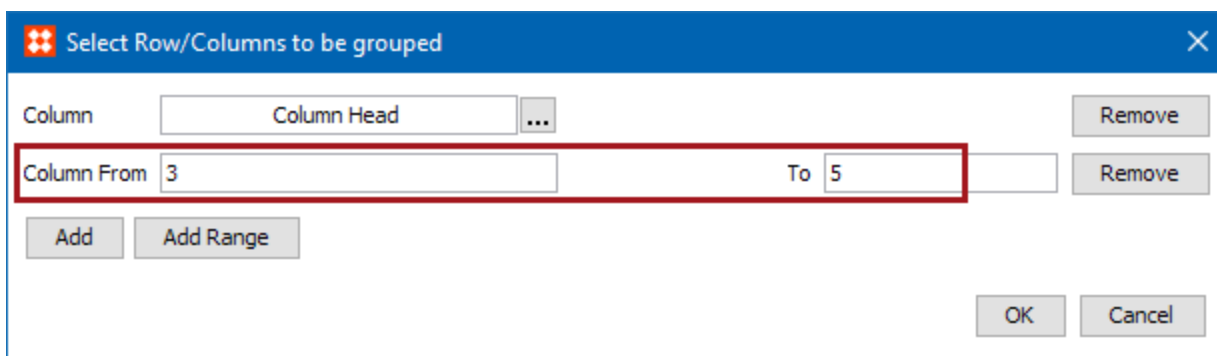 Select Row/Columns to be grouped
Column Column Head ... Remove
Column From 3 To 5 Remove
Add Add Range
OK Cancel